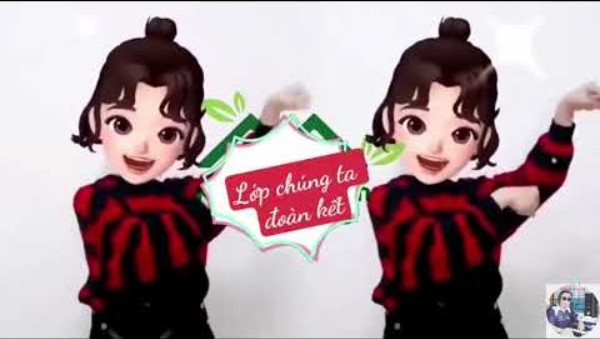 Lớp chúng ta
đoàn kết